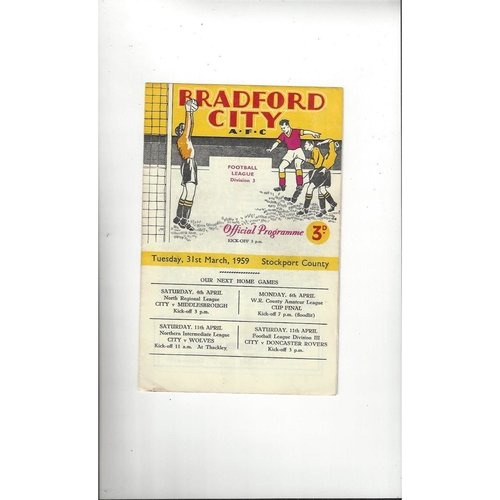 BRADFORD
CITY
A·F·C
FOOTBALL
LEAGUE
Division 3
Official Programme
KICK-OFF 3 p.m.
3D.
Tuesday, 31st March, 1959 Stockport County
OUR NEXT HOME GAMES
SATURDAY, 4th APRIL
North Regional League
CITY v MIDDLESBROUGH
Kick-off 3 p.m.
MONDAY, 6th APRIL
W.R. County Amateur League
CUP FINAL
Kick-off 7 p.m. (floodlit)
SATURDAY, 11th APRIL
Northern Intermediate League
CITY v WOLVES
Kick-off 11 a.m. At Thackley
SATURDAY, 11th APRIL
Football League Division III
CITY v DONCASTER ROVERS
Kick-off 3 p.m.